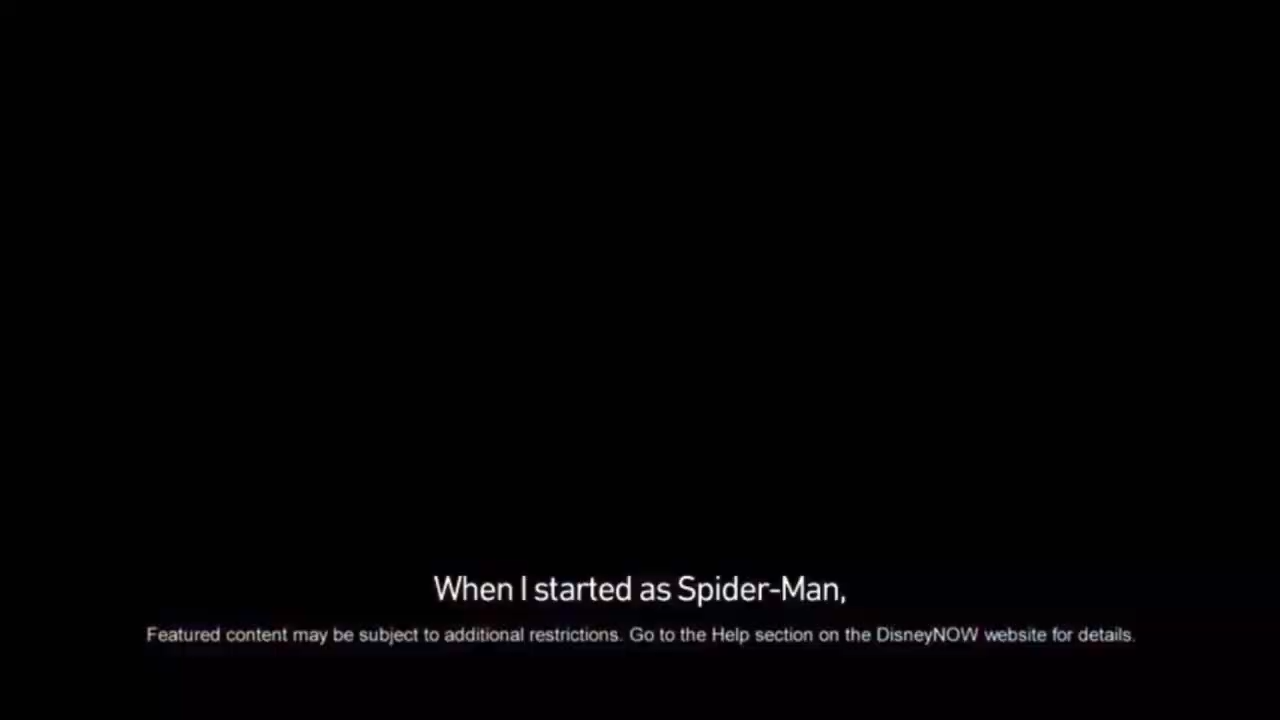 When I started as Spider-Man,
Featured content may be subject to additional restrictions. Go to the Help section on the DisneyNOW website for details.